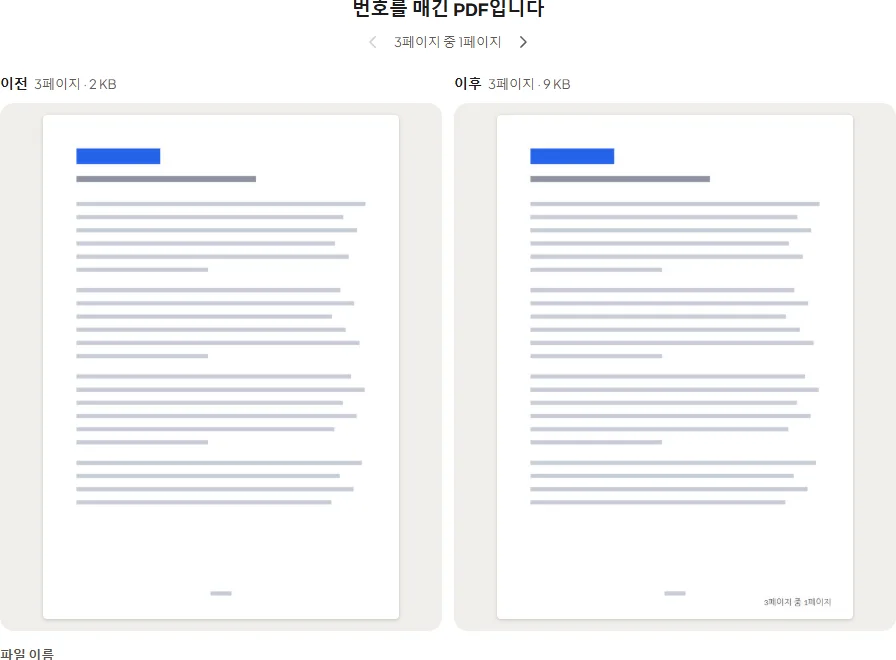 번호를 매긴 PDF입니다
3페이지 중 1페이지
이전 3페이지 · 2 KB
이후 3페이지 · 9 KB
3페이지 중 1페이지
파일 이름